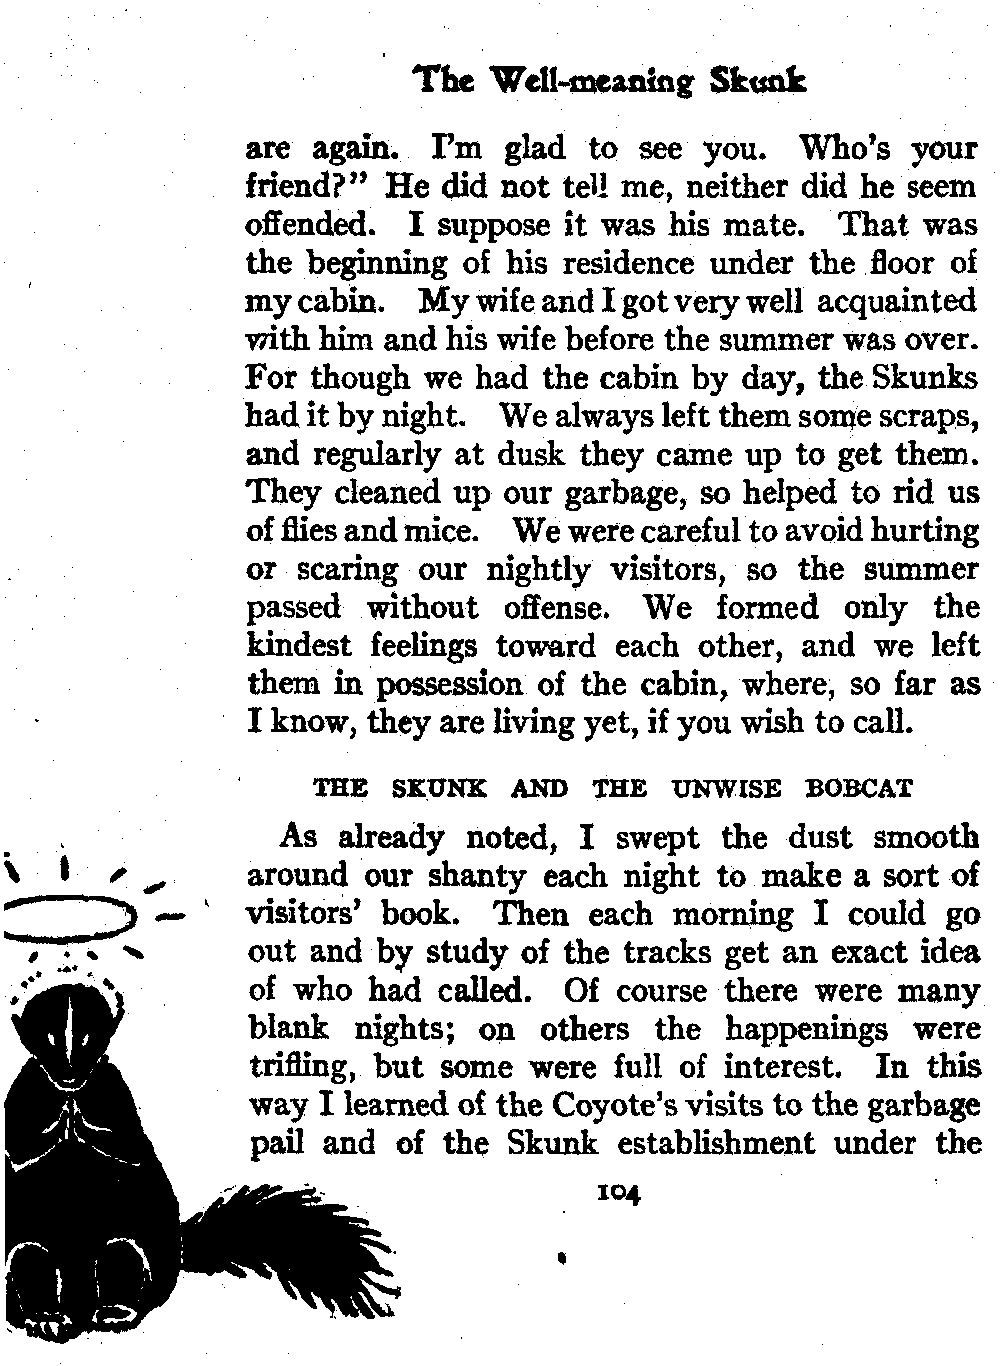 The Well-meaning Skunk
are again. I'm glad to see you. Who's your
friend?" He did not tell me, neither did he seem
offended. I suppose it was his mate. That was
the beginning of his residence under the floor of
my cabin. My wife and I got very well acquainted
with him and his wife before the summer was over.
For though we had the cabin by day, the Skunks
had it by night. We always left them some scraps,
and regularly at dusk they came up to get them.
They cleaned up our garbage, so helped to rid us
of flies and mice. We were careful to avoid hurting
or scaring our nightly visitors, so the summer
passed without offense. We formed only the
kindest feelings toward each other, and we left
them in possession of the cabin, where, so far as
I know, they are living yet, if you wish to call.
THE SKUNK AND THE UNWISE BOBCAT
As already noted, I swept the dust smooth
around our shanty each night to make a sort of
visitors' book. Then each morning I could go
out and by study of the tracks get an exact idea
of who had called. Of course there were many
blank nights; on others the happenings were
trifling, but some were full of interest. In this
way I learned of the Coyote's visits to the garbage
pail and of the Skunk establishment under the
104